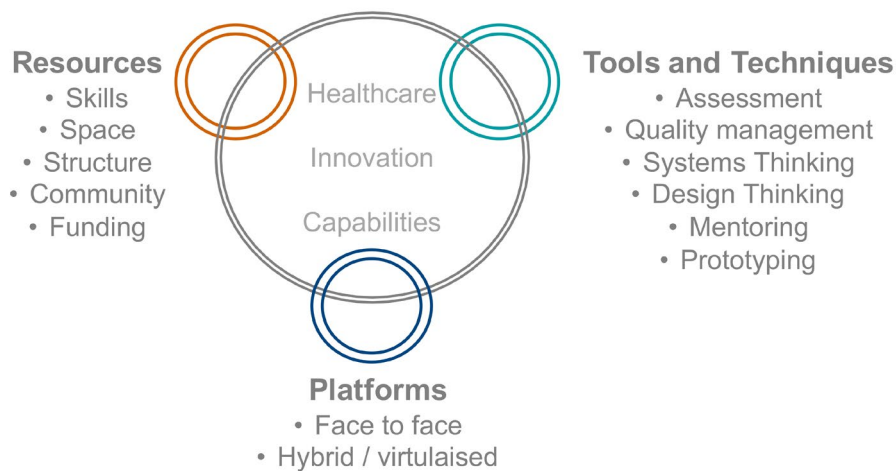 Resources
• Skills
• Space
• Structure
• Community
• Funding
Healthcare
Innovation
Capabilities
Tools and Techniques
• Assessment
• Quality management
• Systems Thinking
• Design Thinking
• Mentoring
• Prototyping
Platforms
• Face to face
• Hybrid / virtulaised